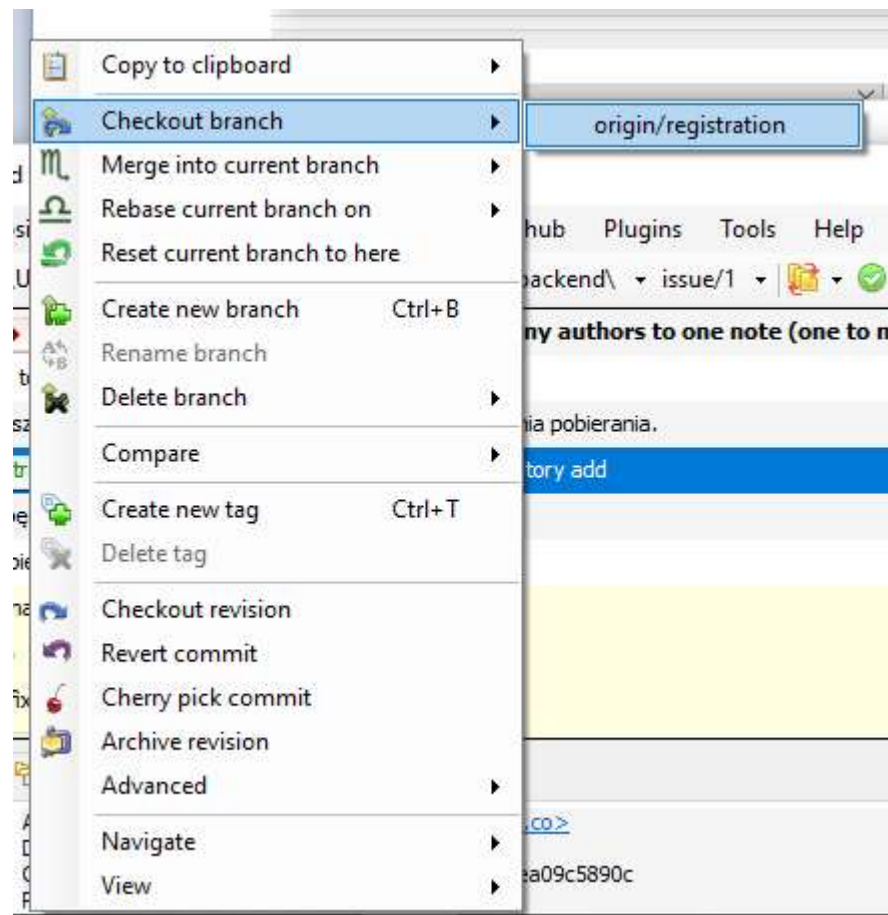 Copy to clipboard
Checkout branch
origin/registration
Merge into current branch
Rebase current branch on
hub Plugins Tools Help
Reset current branch to here
backend\ issue/1
Create new branch Ctrl+B
ny authors to one note (one to m
Rename branch
Delete branch
nia pobierania.
Compare
tory add
Create new tag Ctrl+T
Delete tag
Checkout revision
Revert commit
Cherry pick commit
Archive revision
Advanced
Navigate
.co>
View
ea09c5890c